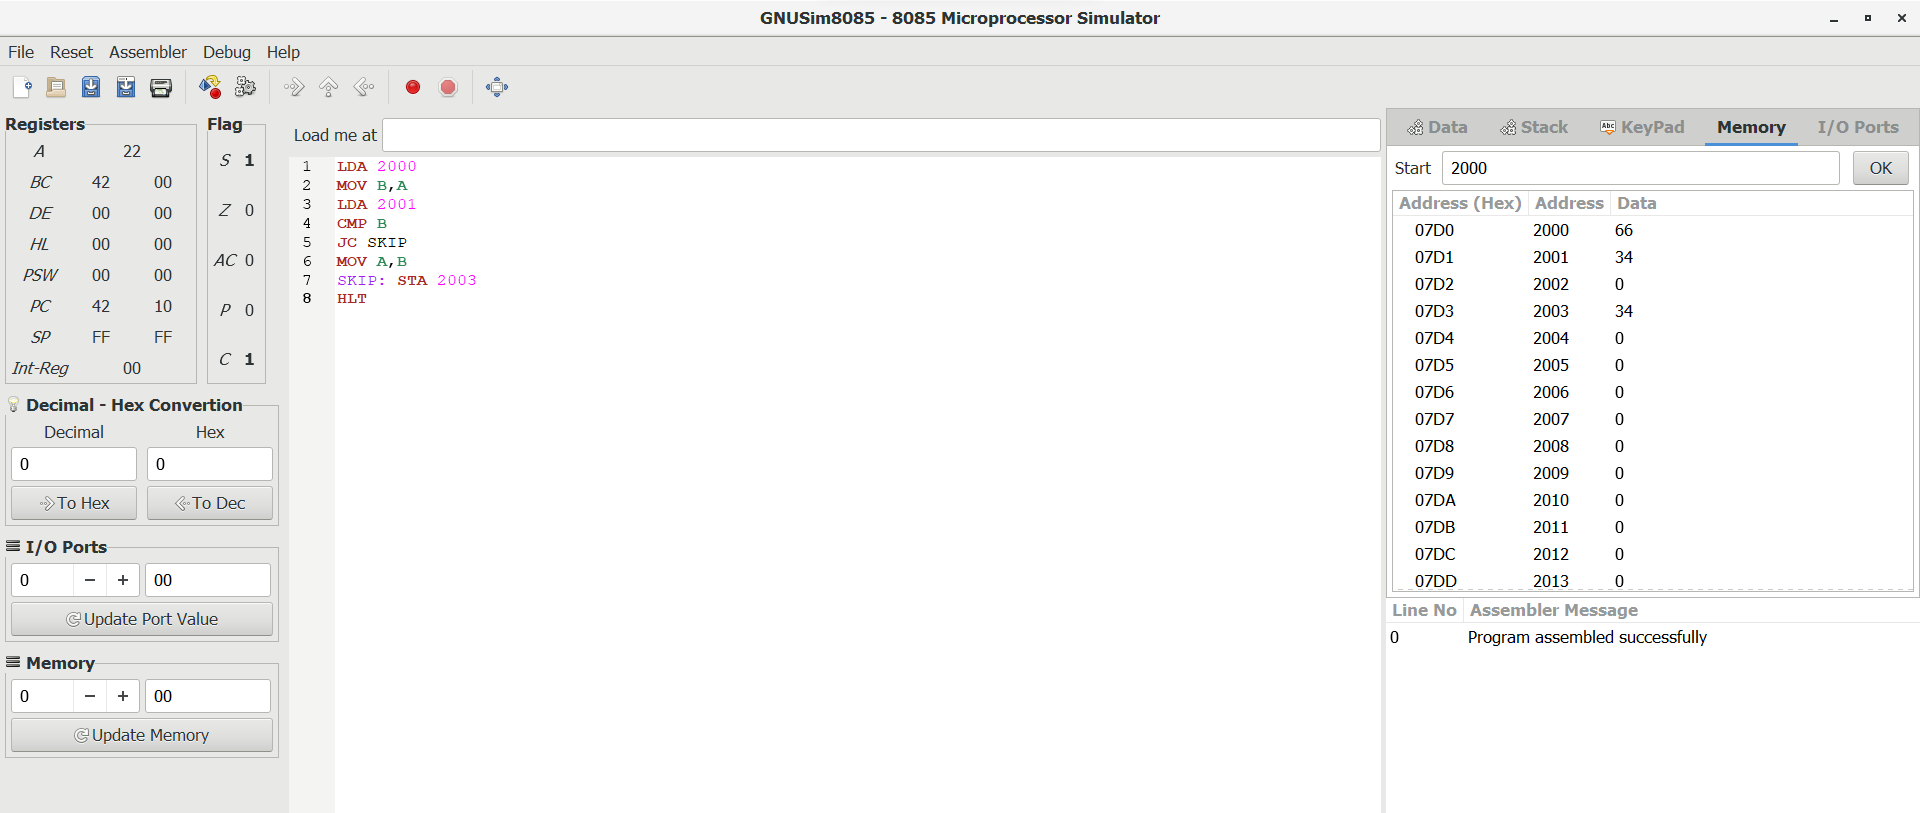 GNUSim8085 - 8085 Microprocessor Simulator
File Reset Assembler Debug Help
Registers
A 22
BC 42 00
DE 00 00
HL 00 00
PSW 00 00
PC 42 10
SP FF FF
Int-Reg 00
Flag
S 1
Z 0
AC 0
P 0
C 1
Decimal - Hex Convertion
Decimal Hex
0 0
To Hex To Dec
I/O Ports
0 − + 00
Update Port Value
Memory
0 − + 00
Update Memory
Load me at
1 LDA 2000
2 MOV B,A
3 LDA 2001
4 CMP B
5 JC SKIP
6 MOV A,B
7 SKIP: STA 2003
8 HLT
Data Stack Abc KeyPad Memory I/O Ports
Start 2000 OK
Address (Hex) Address Data
07D0 2000 66
07D1 2001 34
07D2 2002 0
07D3 2003 34
07D4 2004 0
07D5 2005 0
07D6 2006 0
07D7 2007 0
07D8 2008 0
07D9 2009 0
07DA 2010 0
07DB 2011 0
07DC 2012 0
07DD 2013 0
Line No Assembler Message
0 Program assembled successfully